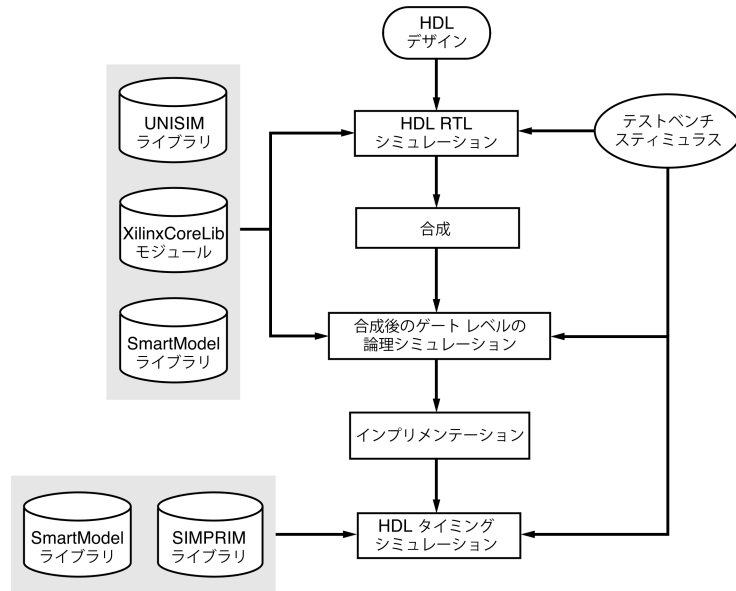 HDL
デザイン
UNISIM
ライブラリ
HDL RTL
シミュレーション
テストベンチ
スティミュラス
XilinxCoreLib
モジュール
合成
SmartModel
ライブラリ
合成後のゲート レベルの
論理シミュレーション
インプリメンテーション
SmartModel
ライブラリ
SIMPRIM
ライブラリ
HDL タイミング
シミュレーション